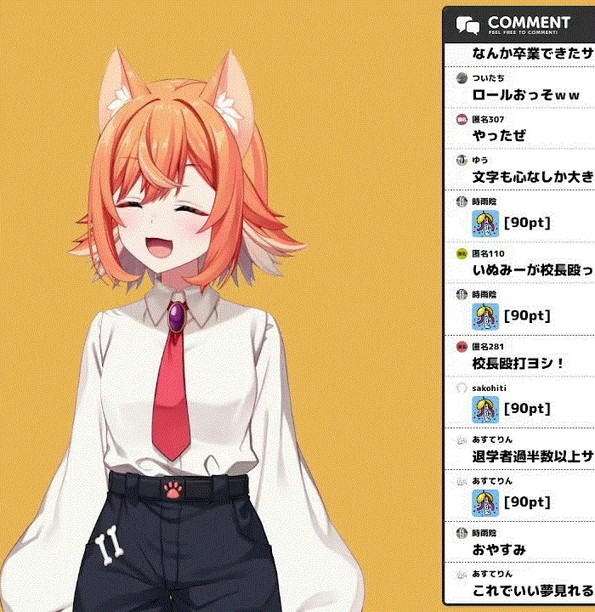 COMMENT
FEEL FREE TO COMMENT!
なんか卒業できたサ
ついたち
ロールおっそｗｗ
匿名307
やったぜ
ゆう
文字も心なしか大き
時雨陰
[90pt]
匿名110
いぬみーが校長殴っ
時雨陰
[90pt]
匿名281
校長殴打ヨシ！
sakohiti
[90pt]
あすてりん
退学者過半数以上サ
あすてりん
[90pt]
時雨陰
おやすみ
あすてりん
これでいい夢見れる